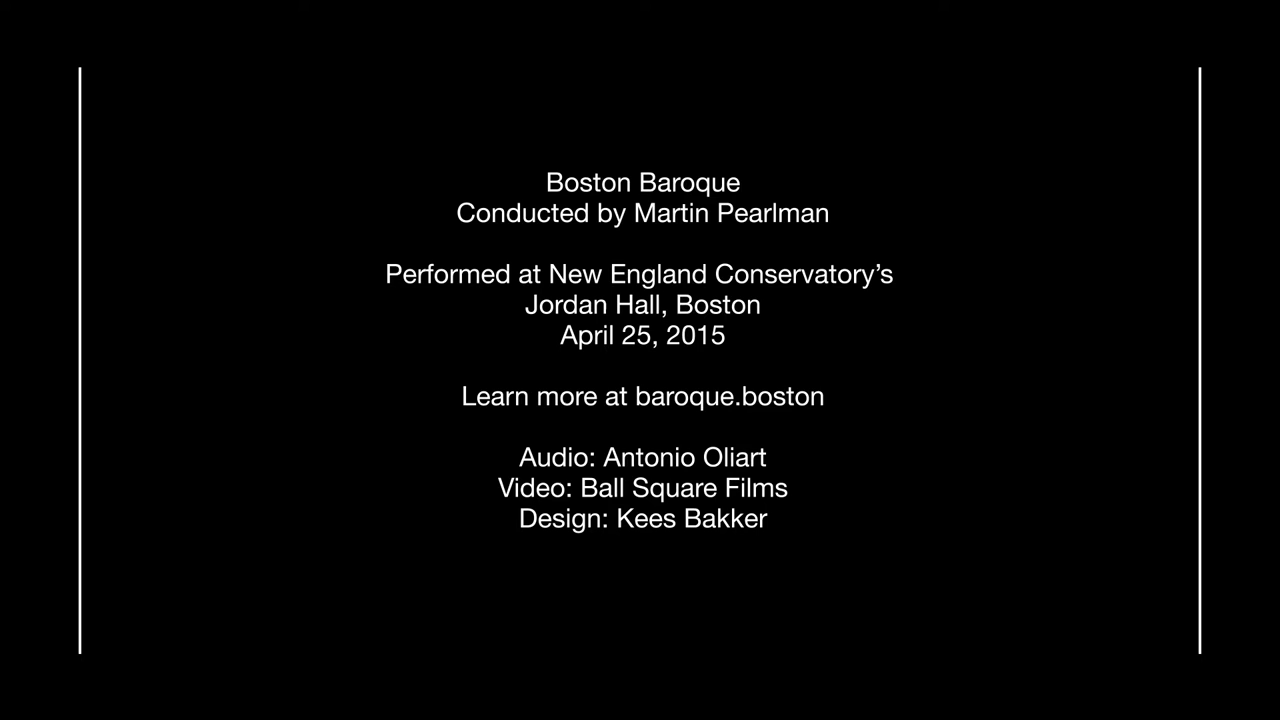 Boston Baroque
Conducted by Martin Pearlman
Performed at New England Conservatory’s
Jordan Hall, Boston
April 25, 2015
Learn more at baroque.boston
Audio: Antonio Oliart
Video: Ball Square Films
Design: Kees Bakker